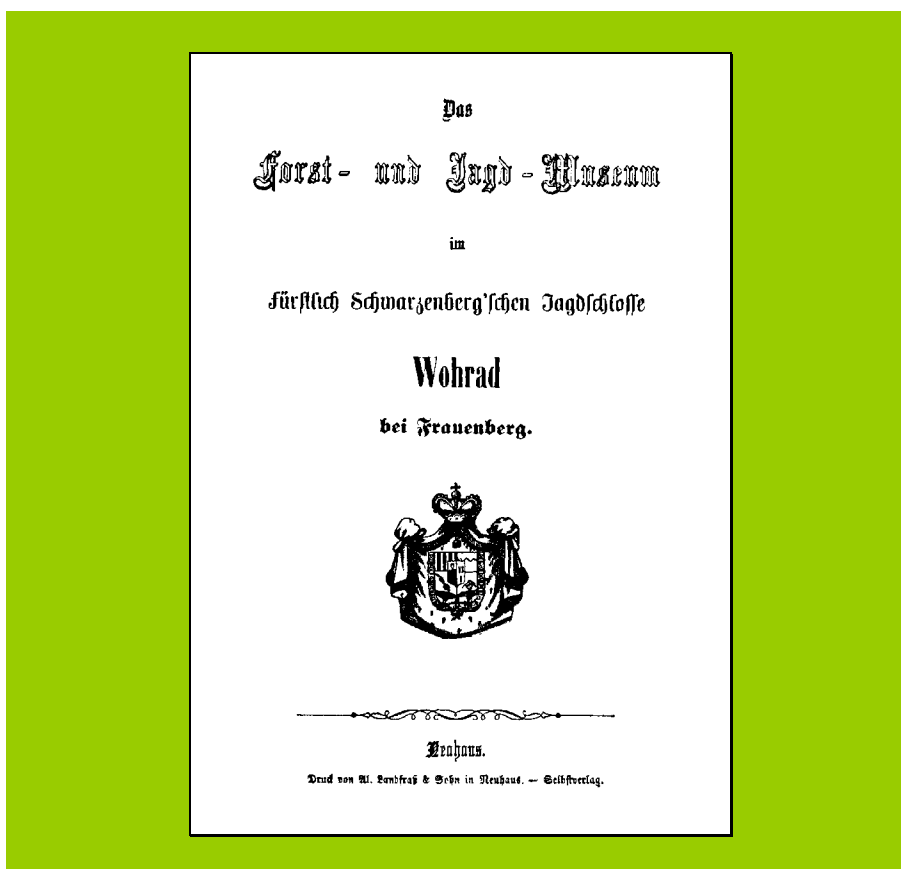 Das
Forst- und Jagd-Museum
im
Fürstlich Schwarzenberg'schen Jagdschlosse
Wohrad
bei Frauenberg.
Neuhaus.
Druck von Al. Landfraß & Sohn in Neuhaus. — Selbstverlag.